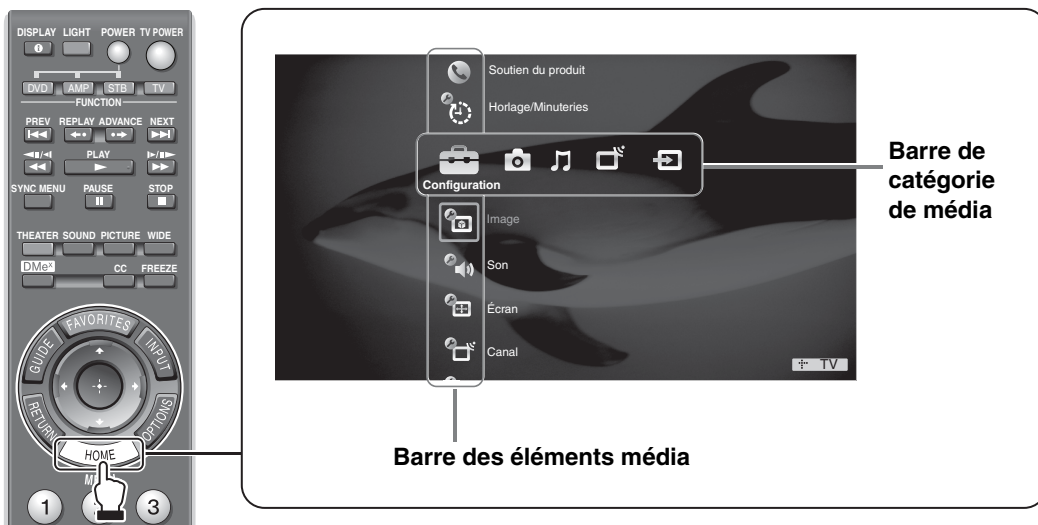 DISPLAY LIGHT POWER TV POWER
DVD AMP STB TV
FUNCTION
PREV REPLAY ADVANCE NEXT
PLAY
SYNC MENU PAUSE STOP
THEATER SOUND PICTURE WIDE
DMex CC FREEZE
FAVORITES
GUIDE INPUT
RETURN OPTIONS
HOME
1 3
Soutien du produit
Horlage/Minuteries
Configuration
Image
Son
Écran
Canal
TV
Barre de
catégorie
de média
Barre des éléments média